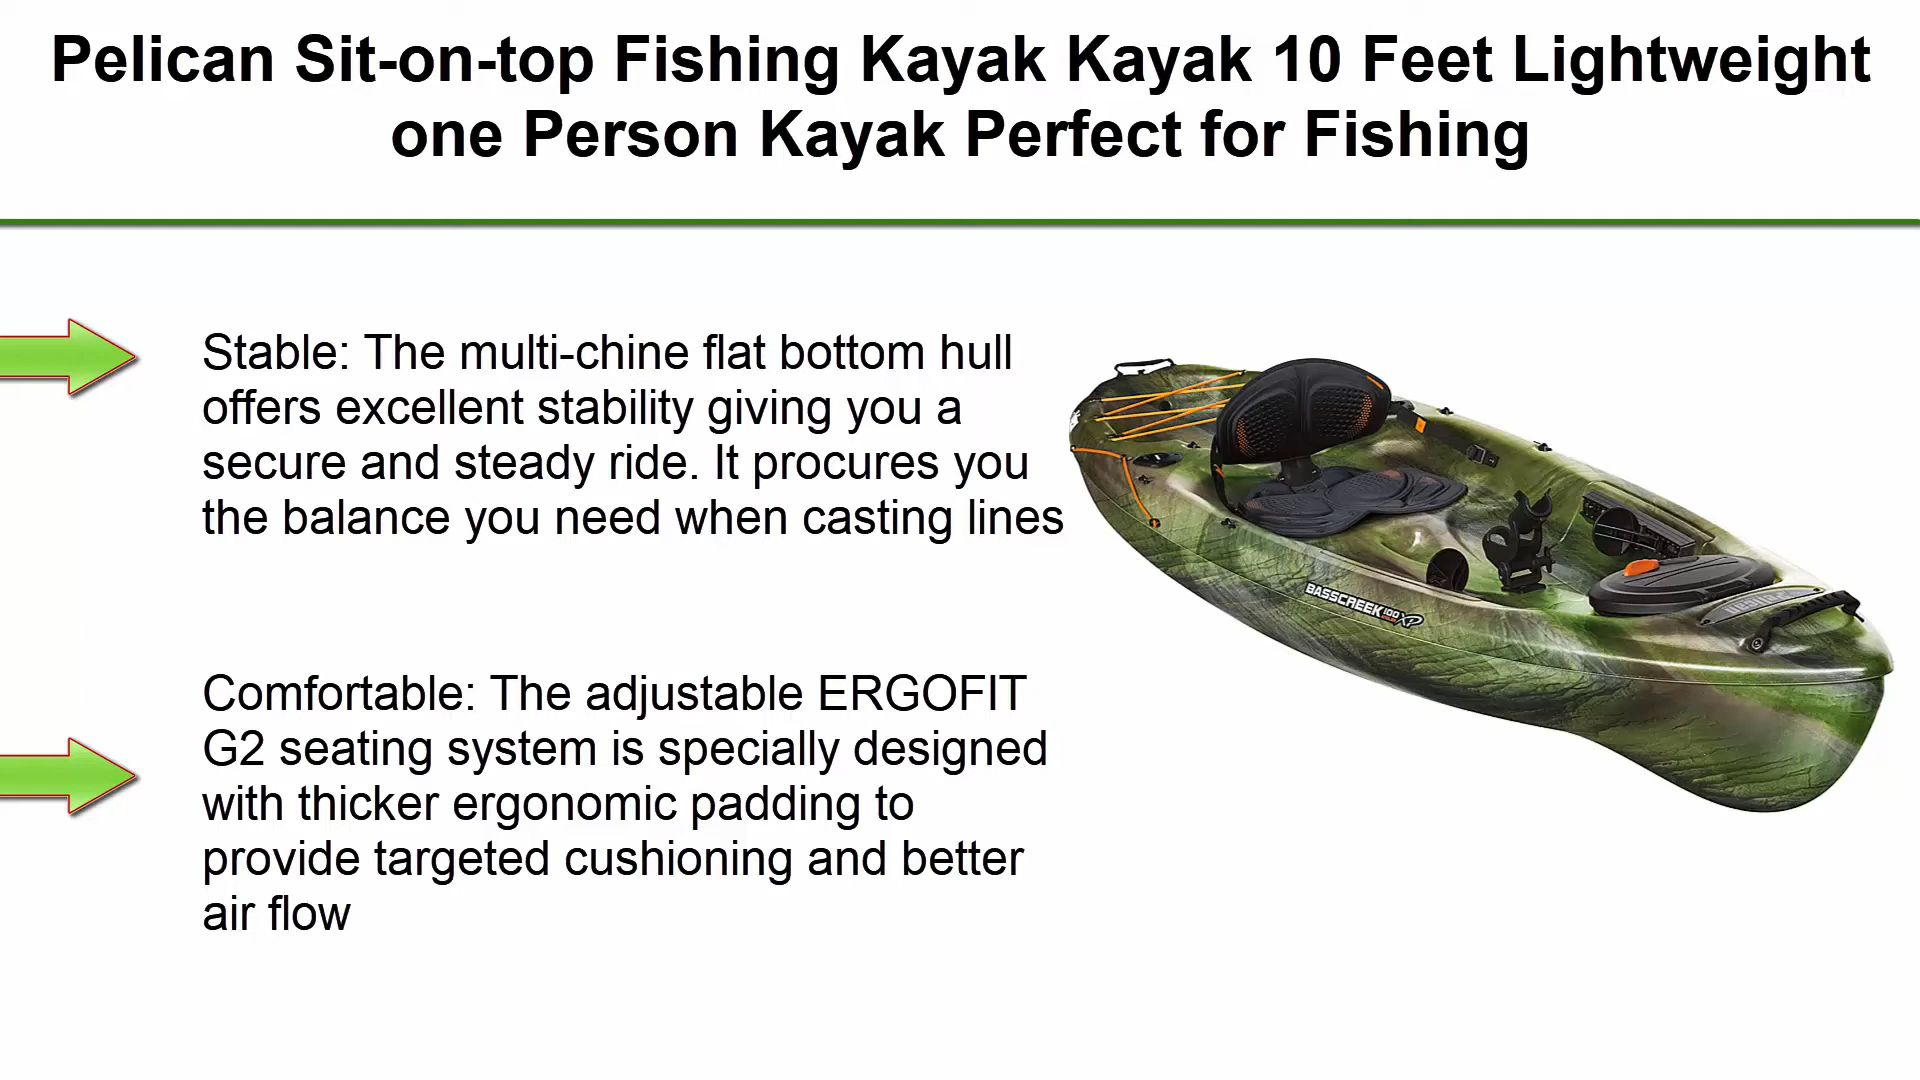 Pelican Sit-on-top Fishing Kayak Kayak 10 Feet Lightweight
one Person Kayak Perfect for Fishing
Stable: The multi-chine flat bottom hull
offers excellent stability giving you a
secure and steady ride. It procures you
the balance you need when casting lines
Comfortable: The adjustable ERGOFIT
G2 seating system is specially designed
with thicker ergonomic padding to
provide targeted cushioning and better
air flow
BASSCREEK 100 XP